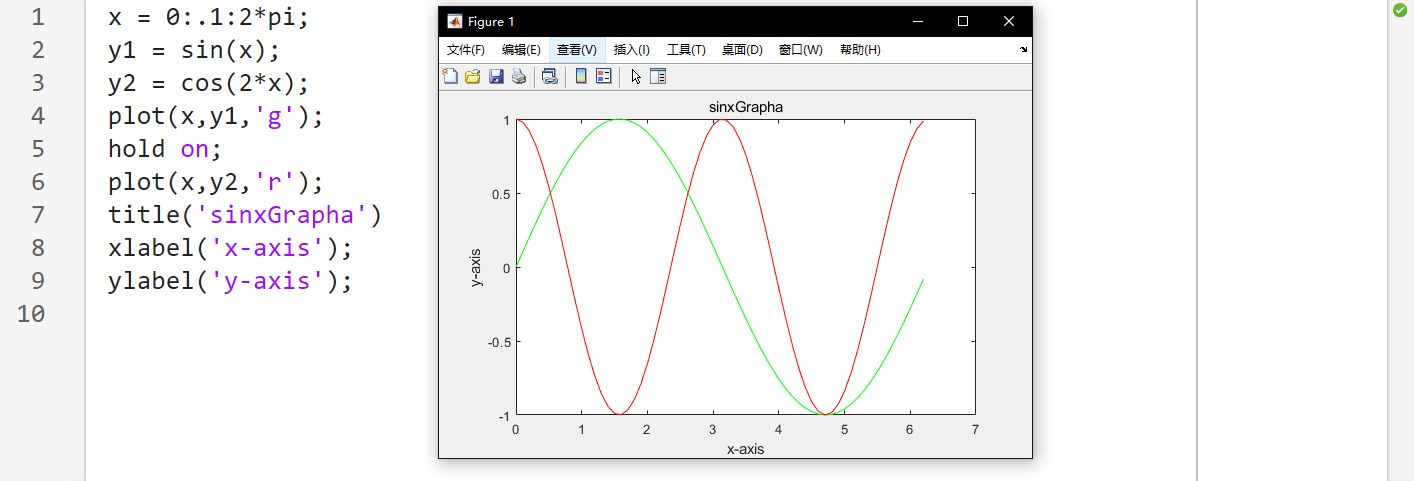 1 x = 0:.1:2*pi;
2 y1 = sin(x);
3 y2 = cos(2*x);
4 plot(x,y1,'g');
5 hold on;
6 plot(x,y2,'r');
7 title('sinxGrapha')
8 xlabel('x-axis');
9 ylabel('y-axis');
10
Figure 1
文件(F) 编辑(E) 查看(V) 插入(I) 工具(T) 桌面(D) 窗口(W) 帮助(H)
sinxGrapha
1
0.5
0
-0.5
-1
y-axis
0 1 2 3 4 5 6 7
x-axis